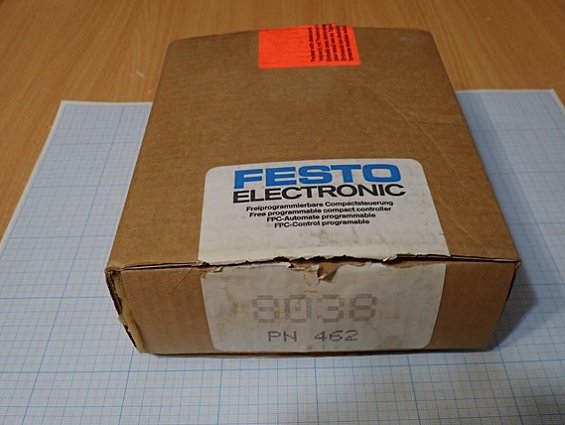 FESTO
ELECTRONIC
Freiprogrammierbare Compactsteuerung
Free programmable compact controller
FPC-Automate programmable
FPC-Control programable
8038
PN 462